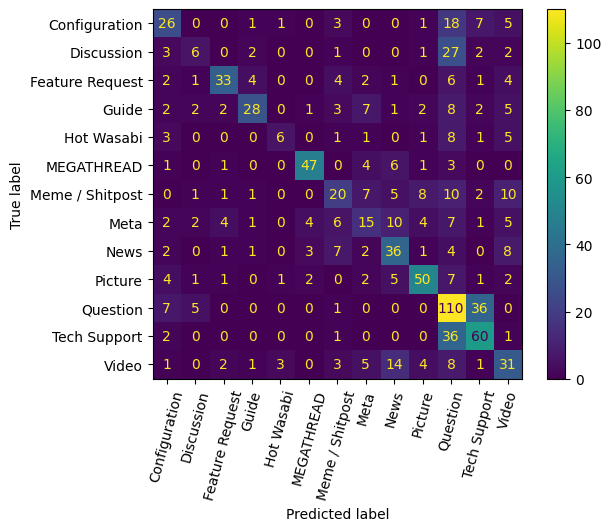 Configuration 26 0 0 1 1 0 3 0 0 1 18 7 5
Discussion 3 6 0 2 0 0 1 0 0 1 27 2 2
Feature Request 2 1 33 4 0 0 4 2 1 0 6 1 4
Guide 2 2 2 28 0 1 3 7 1 2 8 2 5
Hot Wasabi 3 0 0 0 6 0 1 1 0 1 8 1 5
MEGATHREAD 1 0 1 0 0 47 0 4 6 1 3 0 0
Meme / Shitpost 0 1 1 1 0 0 20 7 5 8 10 2 10
Meta 2 2 4 1 0 4 6 15 10 4 7 1 5
News 2 0 1 1 0 3 7 2 36 1 4 0 8
Picture 4 1 1 0 1 2 0 2 5 50 7 1 2
Question 7 5 0 0 0 0 1 0 0 0 110 36 0
Tech Support 2 0 0 0 0 0 1 0 0 0 36 60 1
Video 1 0 2 1 3 0 3 5 14 4 8 1 31
True label
Configuration
Discussion
Feature Request
Guide
Hot Wasabi
MEGATHREAD
Meme / Shitpost
Meta
News
Picture
Question
Tech Support
Video
Predicted label
100
80
60
40
20
0